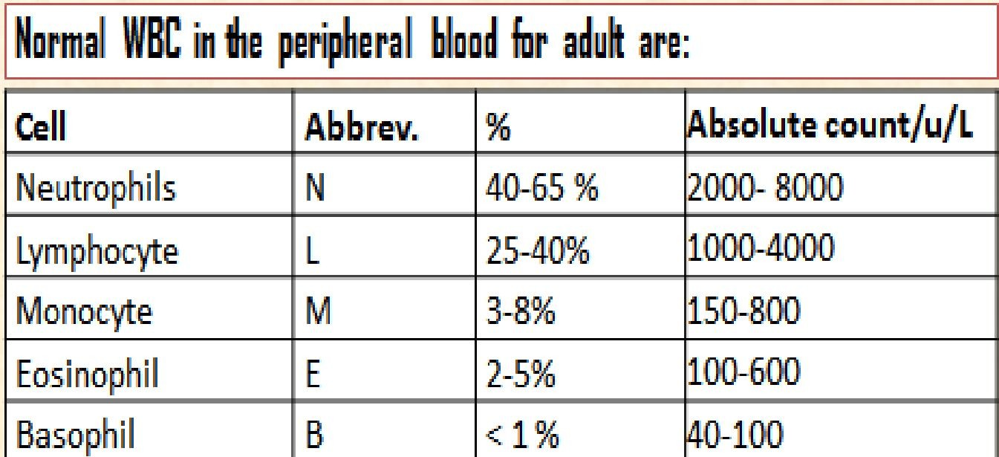 Normal WBC in the peripheral blood for adult are:
Cell Abbrev. % Absolute count/u/L
Neutrophils N 40-65 % 2000- 8000
Lymphocyte L 25-40% 1000-4000
Monocyte M 3-8% 150-800
Eosinophil E 2-5% 100-600
Basophil B < 1 % 40-100